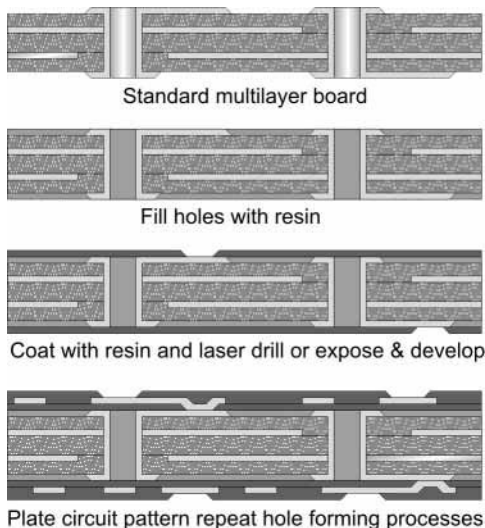 Standard multilayer board
Fill holes with resin
Coat with resin and laser drill or expose & develop
Plate circuit pattern repeat hole forming processes